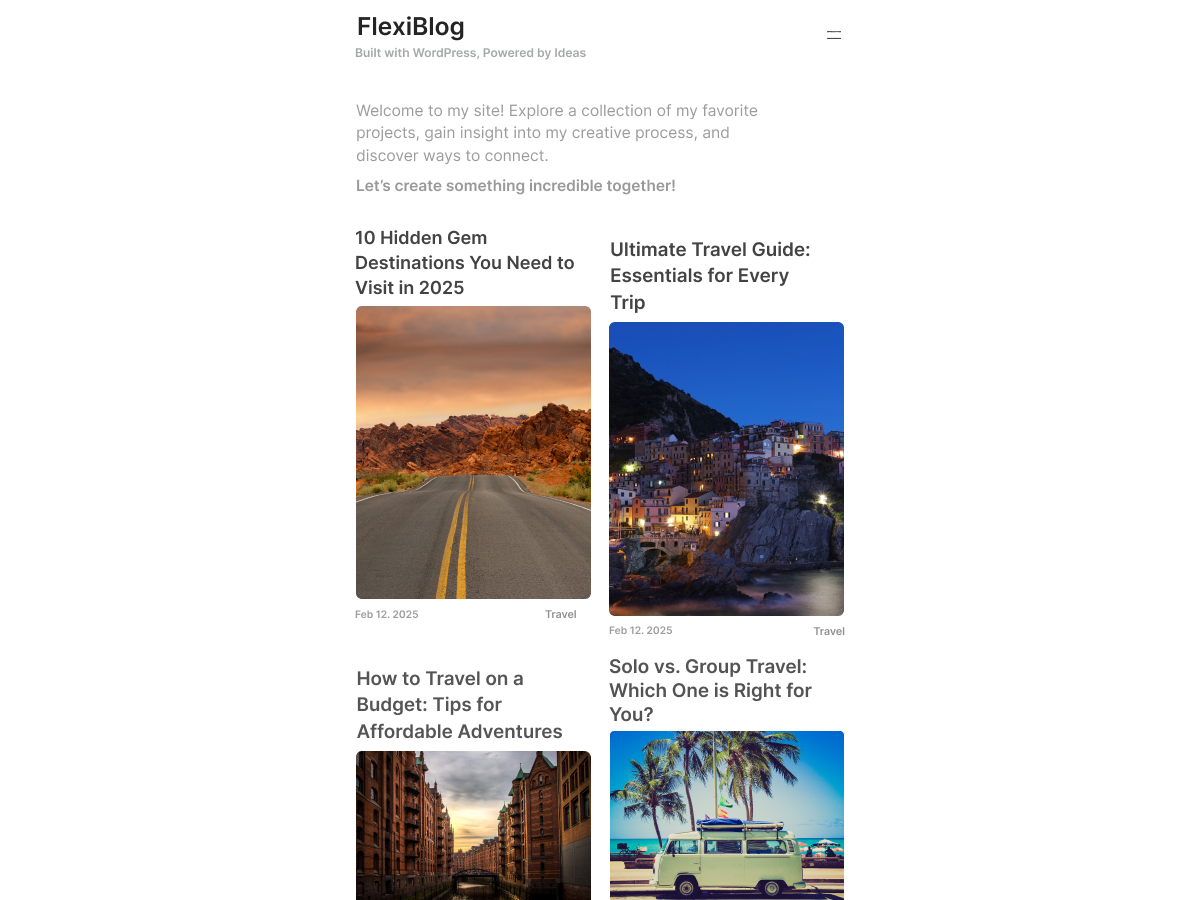 FlexiBlog
Built with WordPress, Powered by Ideas
Welcome to my site! Explore a collection of my favorite
projects, gain insight into my creative process, and
discover ways to connect.
Let’s create something incredible together!
10 Hidden Gem
Destinations You Need to
Visit in 2025
Feb 12. 2025
Travel
Ultimate Travel Guide:
Essentials for Every
Trip
Feb 12. 2025
Travel
How to Travel on a
Budget: Tips for
Affordable Adventures
Solo vs. Group Travel:
Which One is Right for
You?